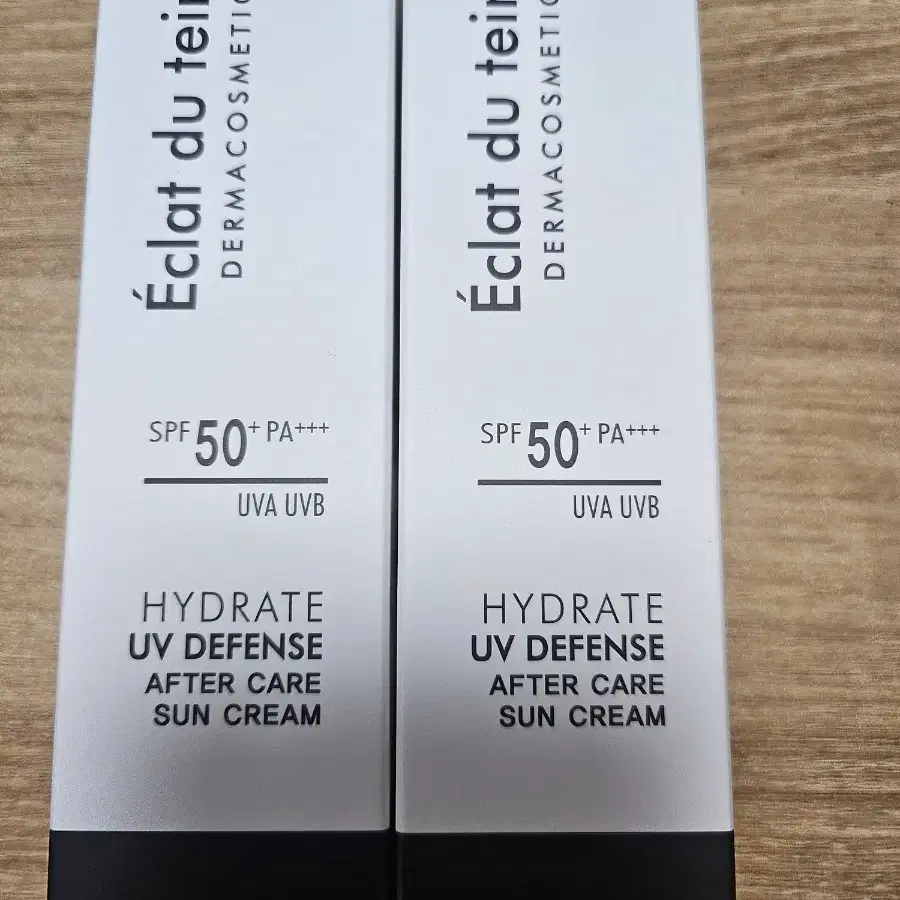 Éclat du tein
DERMACOSMETIC
SPF 50+ PA+++
UVA UVB
HYDRATE
UV DEFENSE
AFTER CARE
SUN CREAM
Éclat du tein
DERMACOSMETIC
SPF 50+ PA+++
UVA UVB
HYDRATE
UV DEFENSE
AFTER CARE
SUN CREAM